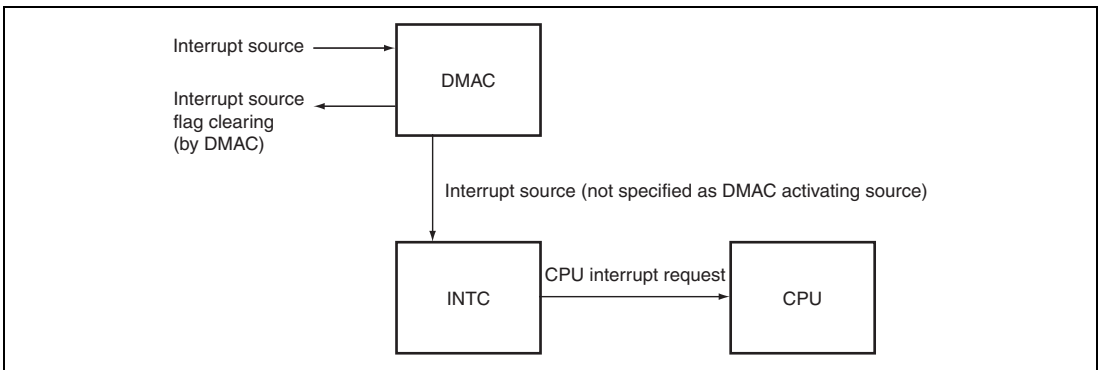 Interrupt source
DMAC
Interrupt source
flag clearing
(by DMAC)
Interrupt source (not specified as DMAC activating source)
INTC
CPU interrupt request
CPU